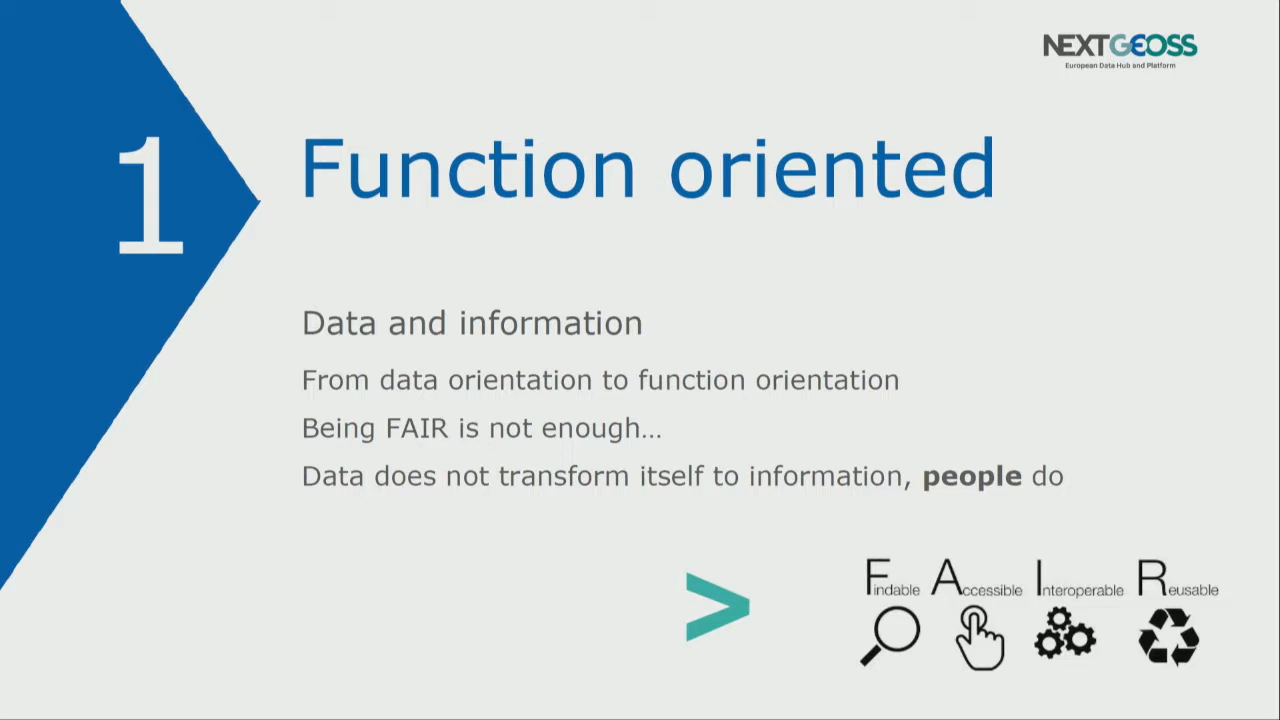 NEXTGEOSS
European Data Hub and Platform
1
Function oriented
Data and information
From data orientation to function orientation
Being FAIR is not enough…
Data does not transform itself to information, people do
>
Findable Accessible Interoperable Reusable